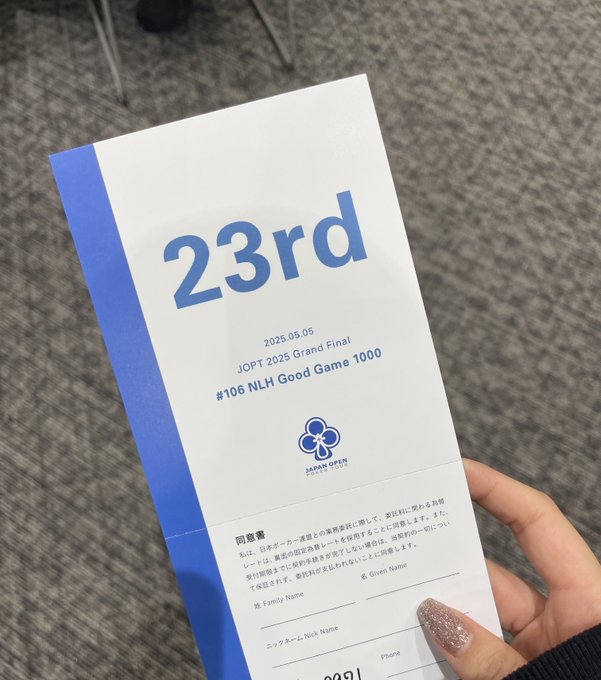 23rd
2025.05.05
JOPT 2025 Grand Final
#106 NLH Good Game 1000
JAPAN OPEN
POKER TOUR
同意書
私は、日本ポーカー連盟との業務委託に際して、委託料に関わる為替
レートは、裏面の固定為替レートを採用することに同意します。また、
受付期限までに契約手続きが完了しない場合は、当契約の一切につい
て保証されず、委託料が支払われないことに同意します。
姓 Family Name
名 Given Name
ニックネーム Nick Name
Phone